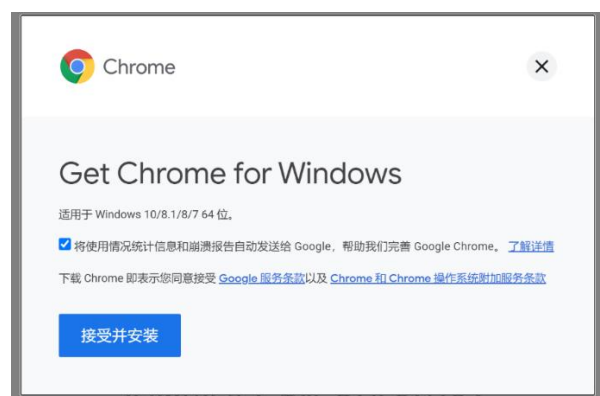 Chrome
Get Chrome for Windows
适用于 Windows 10/8.1/8/7 64 位。
将使用情况统计信息和崩溃报告自动发送给 Google，帮助我们完善 Google Chrome。 了解详情
下载 Chrome 即表示您同意接受 Google 服务条款以及 Chrome 和 Chrome 操作系统附加服务条款
接受并安装